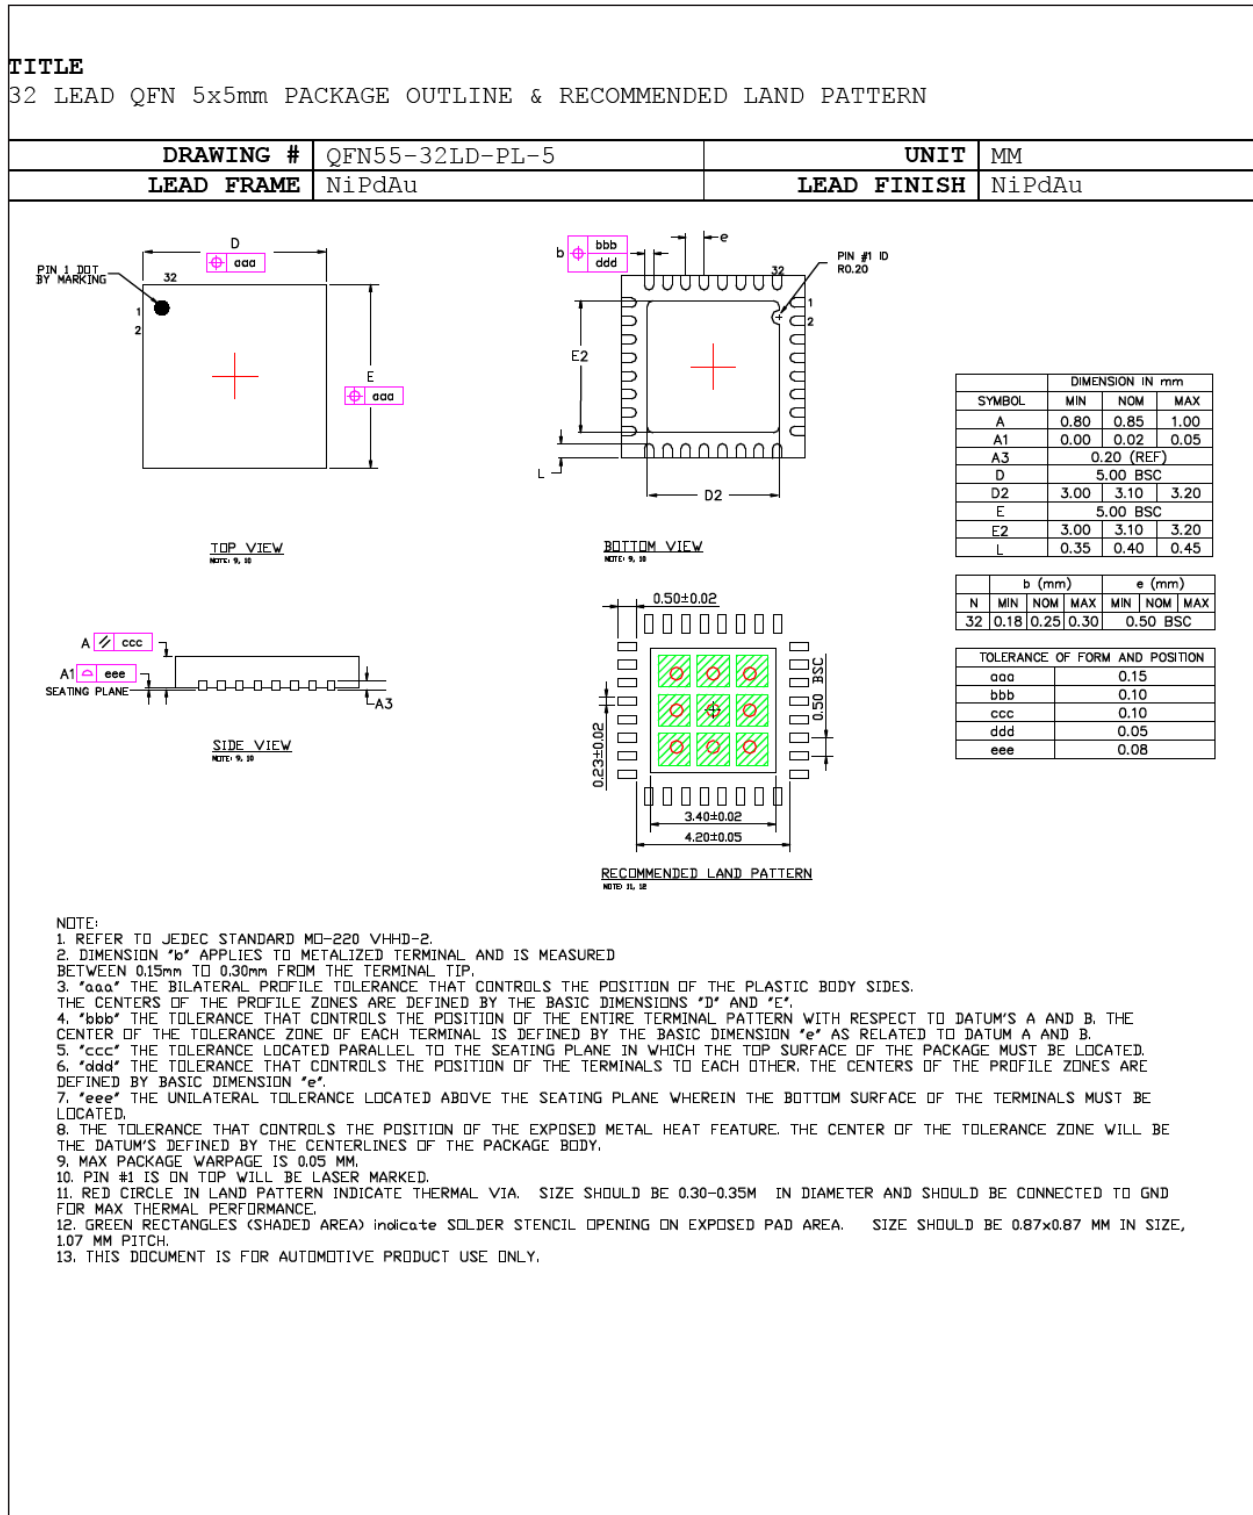 TITLE
32 LEAD QFN 5x5mm PACKAGE OUTLINE & RECOMMENDED LAND PATTERN
DRAWING # QFN55-32LD-PL-5 UNIT MM
LEAD FRAME NiPdAu LEAD FINISH NiPdAu
D
aaa
PIN 1 DOT
BY MARKING
32
1
2
E
aaa
TOP VIEW
NOTE: 9, 10
b
bbb
ddd
e
PIN #1 ID
R0.20
32
1
2
E2
L
D2
BOTTOM VIEW
NOTE: 9, 10
DIMENSION IN mm
SYMBOL MIN NOM MAX
A 0.80 0.85 1.00
A1 0.00 0.02 0.05
A3 0.20 (REF)
D 5.00 BSC
D2 3.00 3.10 3.20
E 5.00 BSC
E2 3.00 3.10 3.20
L 0.35 0.40 0.45
b (mm) e (mm)
N MIN NOM MAX MIN NOM MAX
32 0.18 0.25 0.30 0.50 BSC
TOLERANCE OF FORM AND POSITION
aaa 0.15
bbb 0.10
ccc 0.10
ddd 0.05
eee 0.08
A ccc
A1 eee
SEATING PLANE
A3
SIDE VIEW
NOTE: 9, 10
0.50±0.02
0.50 BSC
0.23±0.02
3.40±0.02
4.20±0.05
RECOMMENDED LAND PATTERN
NOTE: 11, 12
NOTE:
1. REFER TO JEDEC STANDARD MO-220 VHHD-2.
2. DIMENSION "b" APPLIES TO METALIZED TERMINAL AND IS MEASURED
BETWEEN 0.15mm TO 0.30mm FROM THE TERMINAL TIP.
3. "aaa" THE BILATERAL PROFILE TOLERANCE THAT CONTROLS THE POSITION OF THE PLASTIC BODY SIDES.
THE CENTERS OF THE PROFILE ZONES ARE DEFINED BY THE BASIC DIMENSIONS "D" AND "E".
4. "bbb" THE TOLERANCE THAT CONTROLS THE POSITION OF THE ENTIRE TERMINAL PATTERN WITH RESPECT TO DATUM'S A AND B. THE
CENTER OF THE TOLERANCE ZONE OF EACH TERMINAL IS DEFINED BY THE BASIC DIMENSION "e" AS RELATED TO DATUM A AND B.
5. "ccc" THE TOLERANCE LOCATED PARALLEL TO THE SEATING PLANE IN WHICH THE TOP SURFACE OF THE PACKAGE MUST BE LOCATED.
6. "ddd" THE TOLERANCE THAT CONTROLS THE POSITION OF THE TERMINALS TO EACH OTHER. THE CENTERS OF THE PROFILE ZONES ARE
DEFINED BY BASIC DIMENSION "e".
7. "eee" THE UNILATERAL TOLERANCE LOCATED ABOVE THE SEATING PLANE WHEREIN THE BOTTOM SURFACE OF THE TERMINALS MUST BE
LOCATED.
8. THE TOLERANCE THAT CONTROLS THE POSITION OF THE EXPOSED METAL HEAT FEATURE. THE CENTER OF THE TOLERANCE ZONE WILL BE
THE DATUM'S DEFINED BY THE CENTERLINES OF THE PACKAGE BODY.
9. MAX PACKAGE WARPAGE IS 0.05 MM.
10. PIN #1 IS ON TOP WILL BE LASER MARKED.
11. RED CIRCLE IN LAND PATTERN INDICATE THERMAL VIA. SIZE SHOULD BE 0.30-0.35M IN DIAMETER AND SHOULD BE CONNECTED TO GND
FOR MAX THERMAL PERFORMANCE.
12. GREEN RECTANGLES (SHADED AREA) indicate SOLDER STENCIL OPENING ON EXPOSED PAD AREA. SIZE SHOULD BE 0.87x0.87 MM IN SIZE,
1.07 MM PITCH.
13. THIS DOCUMENT IS FOR AUTOMOTIVE PRODUCT USE ONLY.